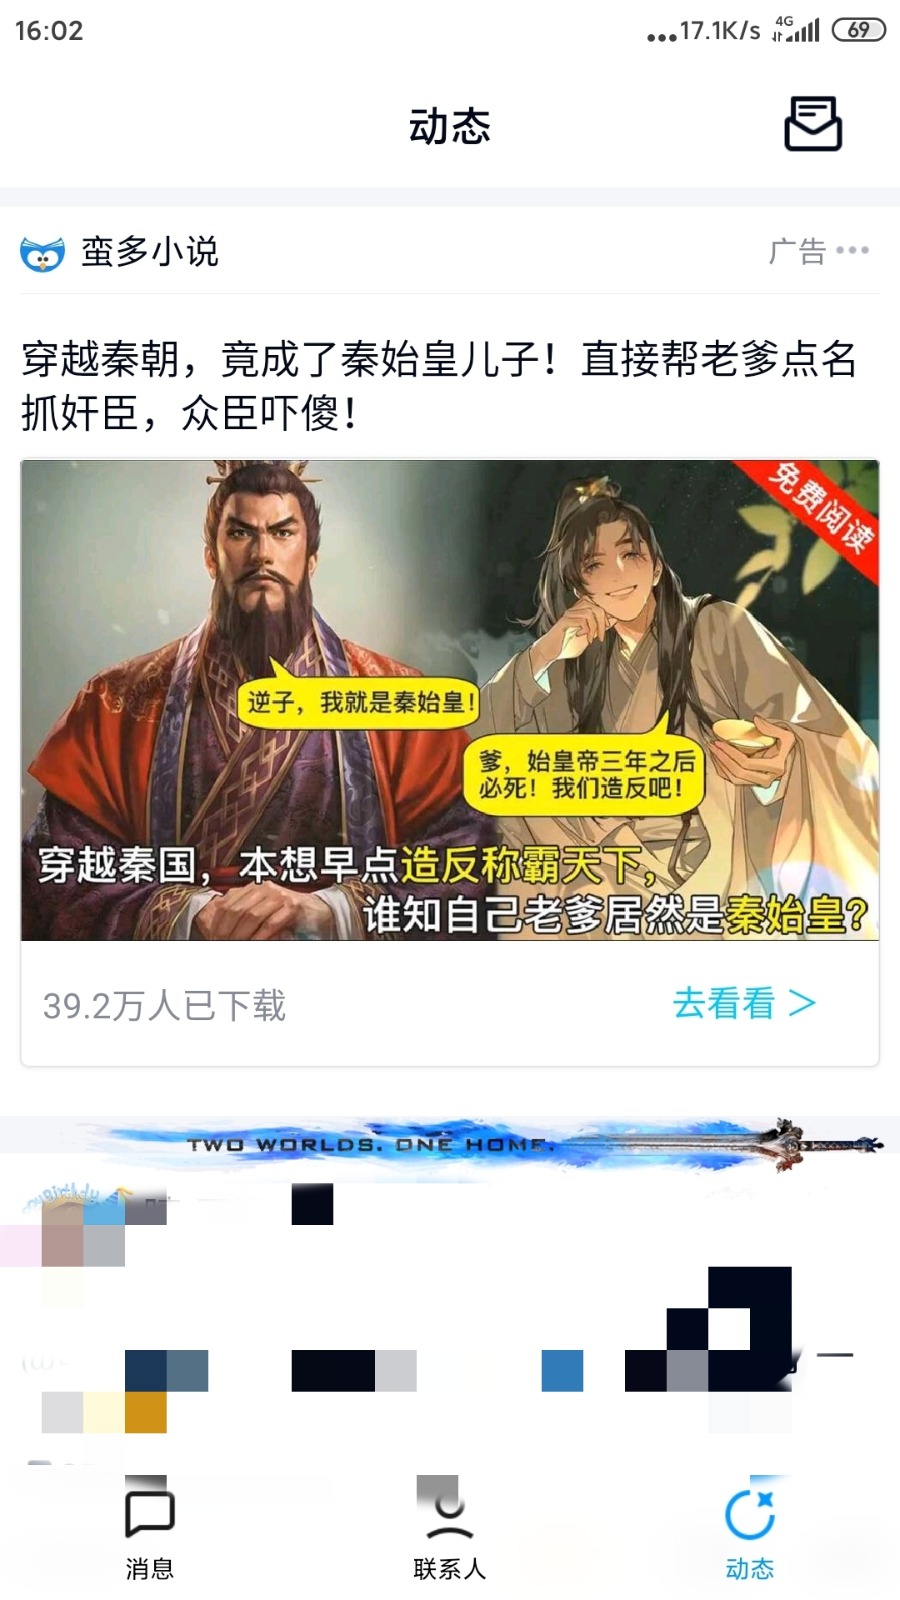 16:02
...17.1K/s 4G 69
动态
蛮多小说
广告
穿越秦朝，竟成了秦始皇儿子！直接帮老爹点名
抓奸臣，众臣吓傻！
免费阅读
逆子，我就是秦始皇！
爹，始皇帝三年之后
必死！我们造反吧！
穿越秦国，本想早点造反称霸天下，
谁知自己老爹居然是秦始皇？
39.2万人已下载
去看看 >
TWO WORLDS. ONE HOME.
消息
联系人
动态